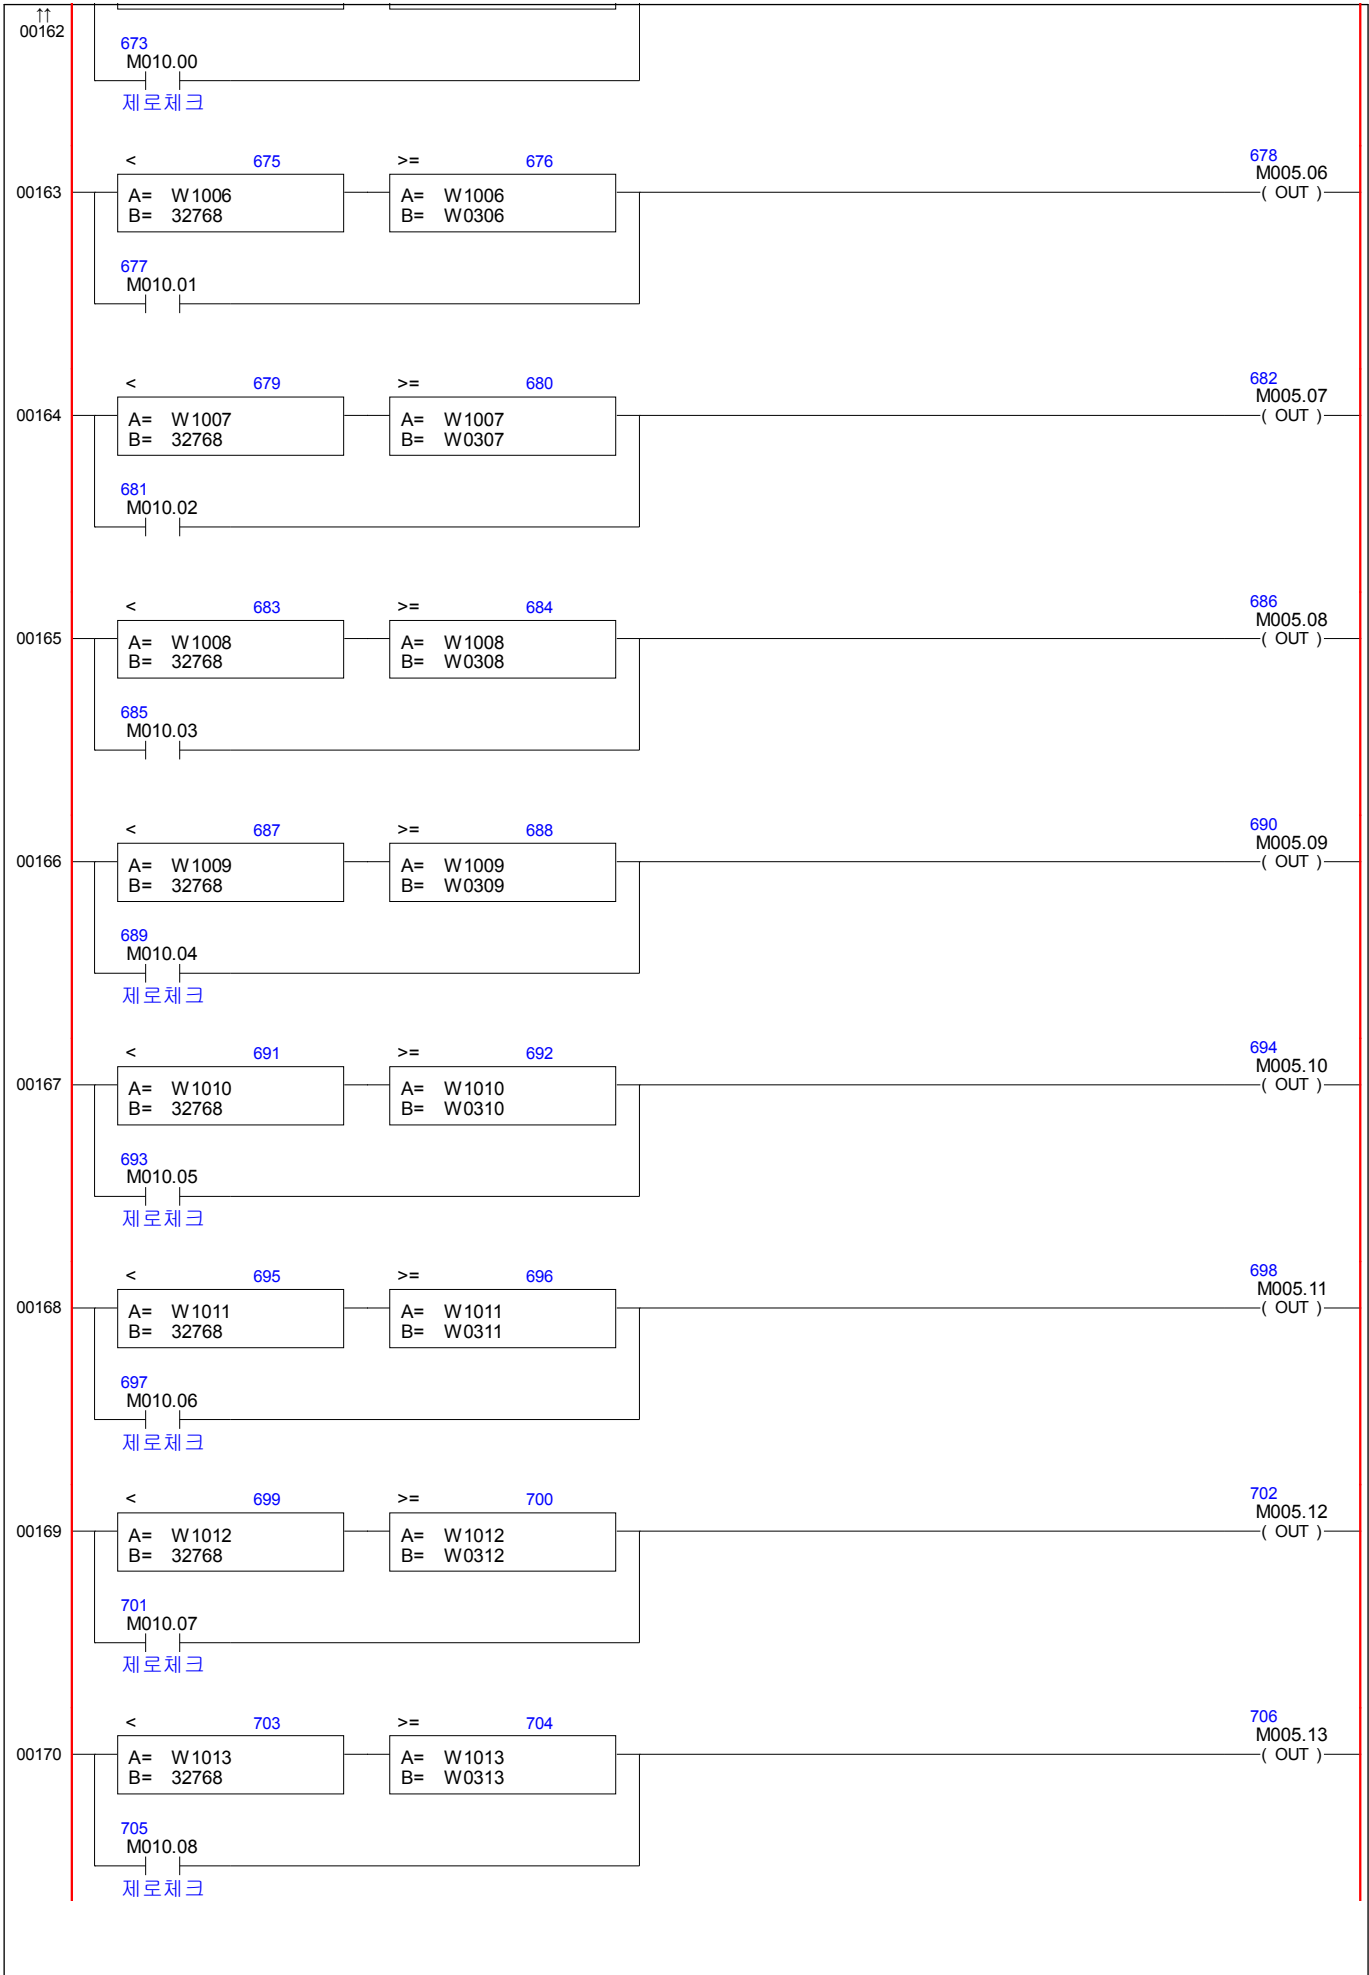 ↑↑
00162
673
M010.00
제로체크
< 675 >= 676 678
M005.06
00163 A= W1006 A= W1006 ( OUT )
B= 32768 B= W0306
677
M010.01
< 679 >= 680 682
M005.07
00164 A= W1007 A= W1007 ( OUT )
B= 32768 B= W0307
681
M010.02
< 683 >= 684 686
M005.08
00165 A= W1008 A= W1008 ( OUT )
B= 32768 B= W0308
685
M010.03
< 687 >= 688 690
M005.09
00166 A= W1009 A= W1009 ( OUT )
B= 32768 B= W0309
689
M010.04
제로체크
< 691 >= 692 694
M005.10
00167 A= W1010 A= W1010 ( OUT )
B= 32768 B= W0310
693
M010.05
제로체크
< 695 >= 696 698
M005.11
00168 A= W1011 A= W1011 ( OUT )
B= 32768 B= W0311
697
M010.06
제로체크
< 699 >= 700 702
M005.12
00169 A= W1012 A= W1012 ( OUT )
B= 32768 B= W0312
701
M010.07
제로체크
< 703 >= 704 706
M005.13
00170 A= W1013 A= W1013 ( OUT )
B= 32768 B= W0313
705
M010.08
제로체크